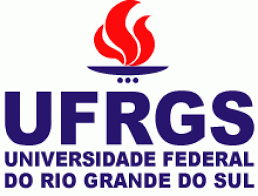 UFRGS
UNIVERSIDADE FEDERAL
DO RIO GRANDE DO SUL